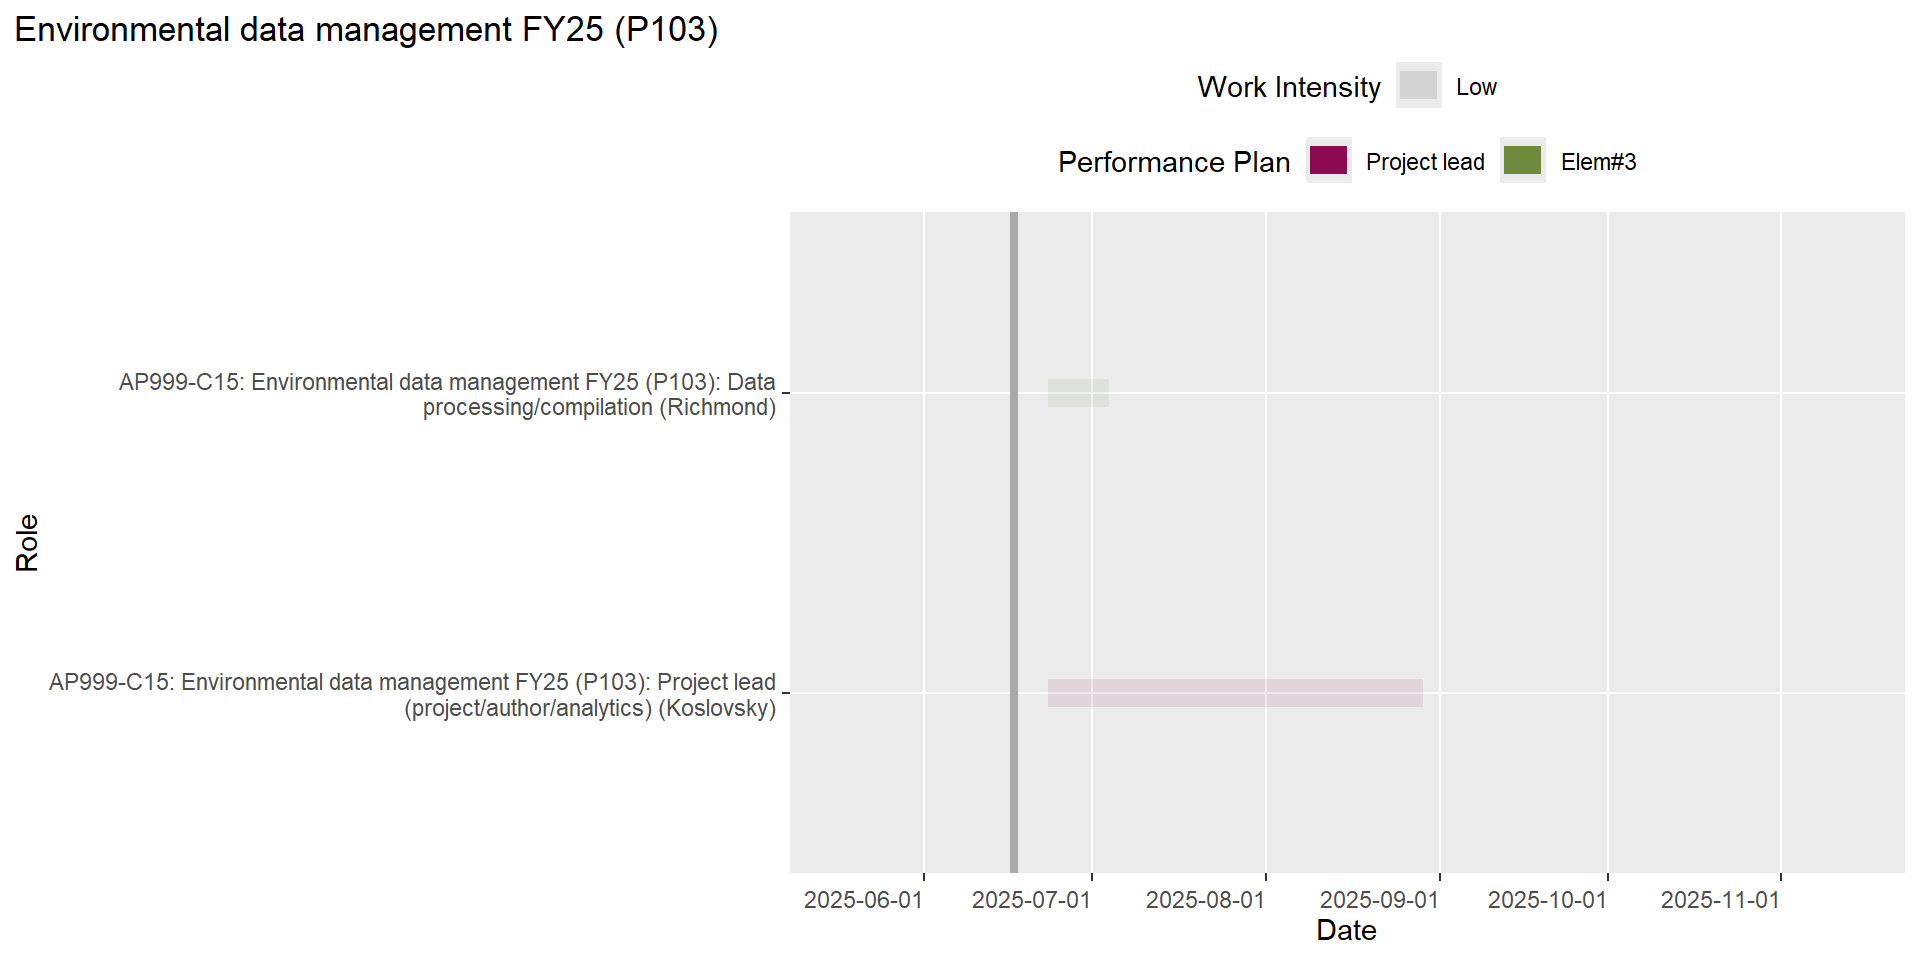 Environmental data management FY25 (P103)
Work Intensity Low
Performance Plan Project lead Elem#3
AP999-C15: Environmental data management FY25 (P103): Data
processing/compilation (Richmond)
Role
AP999-C15: Environmental data management FY25 (P103): Project lead
(project/author/analytics) (Koslovsky)
2025-06-01 2025-07-01 2025-08-01 2025-09-01 2025-10-01 2025-11-01
Date